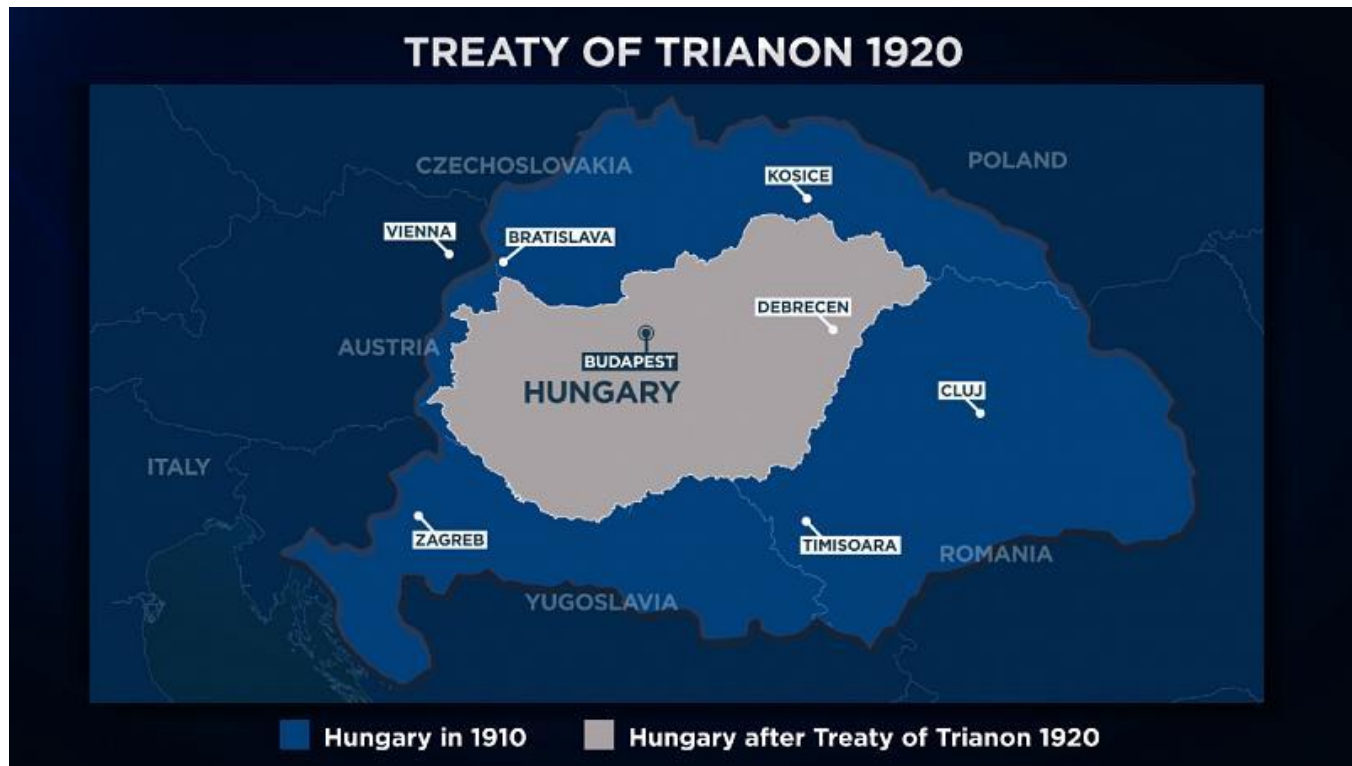 TREATY OF TRIANON 1920
CZECHOSLOVAKIA
POLAND
KOSICE
VIENNA
BRATISLAVA
DEBRECEN
AUSTRIA
BUDAPEST
HUNGARY
CLUJ
ITALY
ZAGREB
TIMISOARA
ROMANIA
YUGOSLAVIA
Hungary in 1910
Hungary after Treaty of Trianon 1920